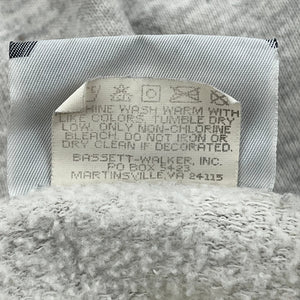 HINE WASH WARM WITH
LIKE COLORS. TUMBLE DRY
LOW. ONLY NON-CHLORINE
BLEACH. DO NOT IRON OR
DRY CLEAN IF DECORATED.
BASSETT-WALKER, INC.
PO BOX 5423
MARTINSVILLE, VA 24115